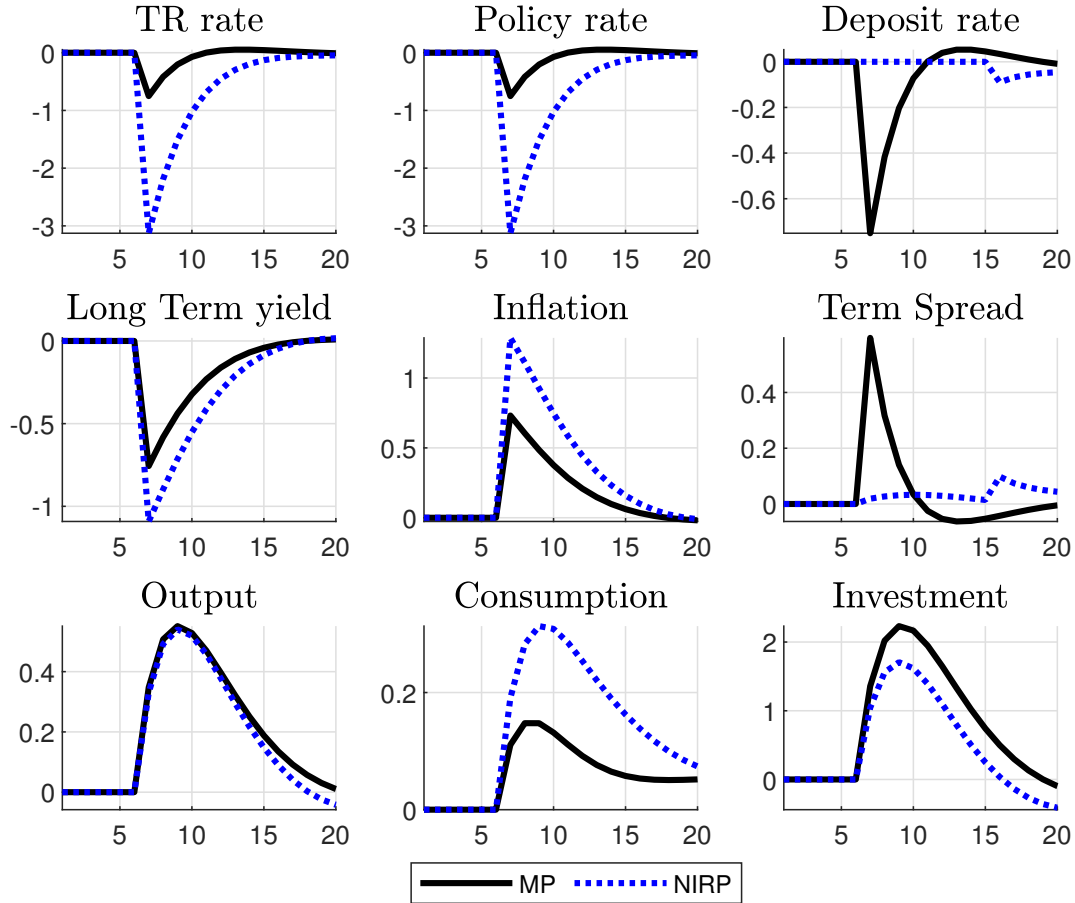 TR rate Policy rate Deposit rate
0 0 0
-1 -1 -0.2
-2 -2 -0.4
-3 -3 -0.6
5 10 15 20 5 10 15 20 5 10 15 20
Long Term yield Inflation Term Spread
0 1 0.4
-0.5 0.5 0.2
-1 0 0
5 10 15 20 5 10 15 20 5 10 15 20
Output Consumption Investment
0.4 0.2 2
0.2 0 1
0 0
5 10 15 20 5 10 15 20 5 10 15 20
MP NIRP